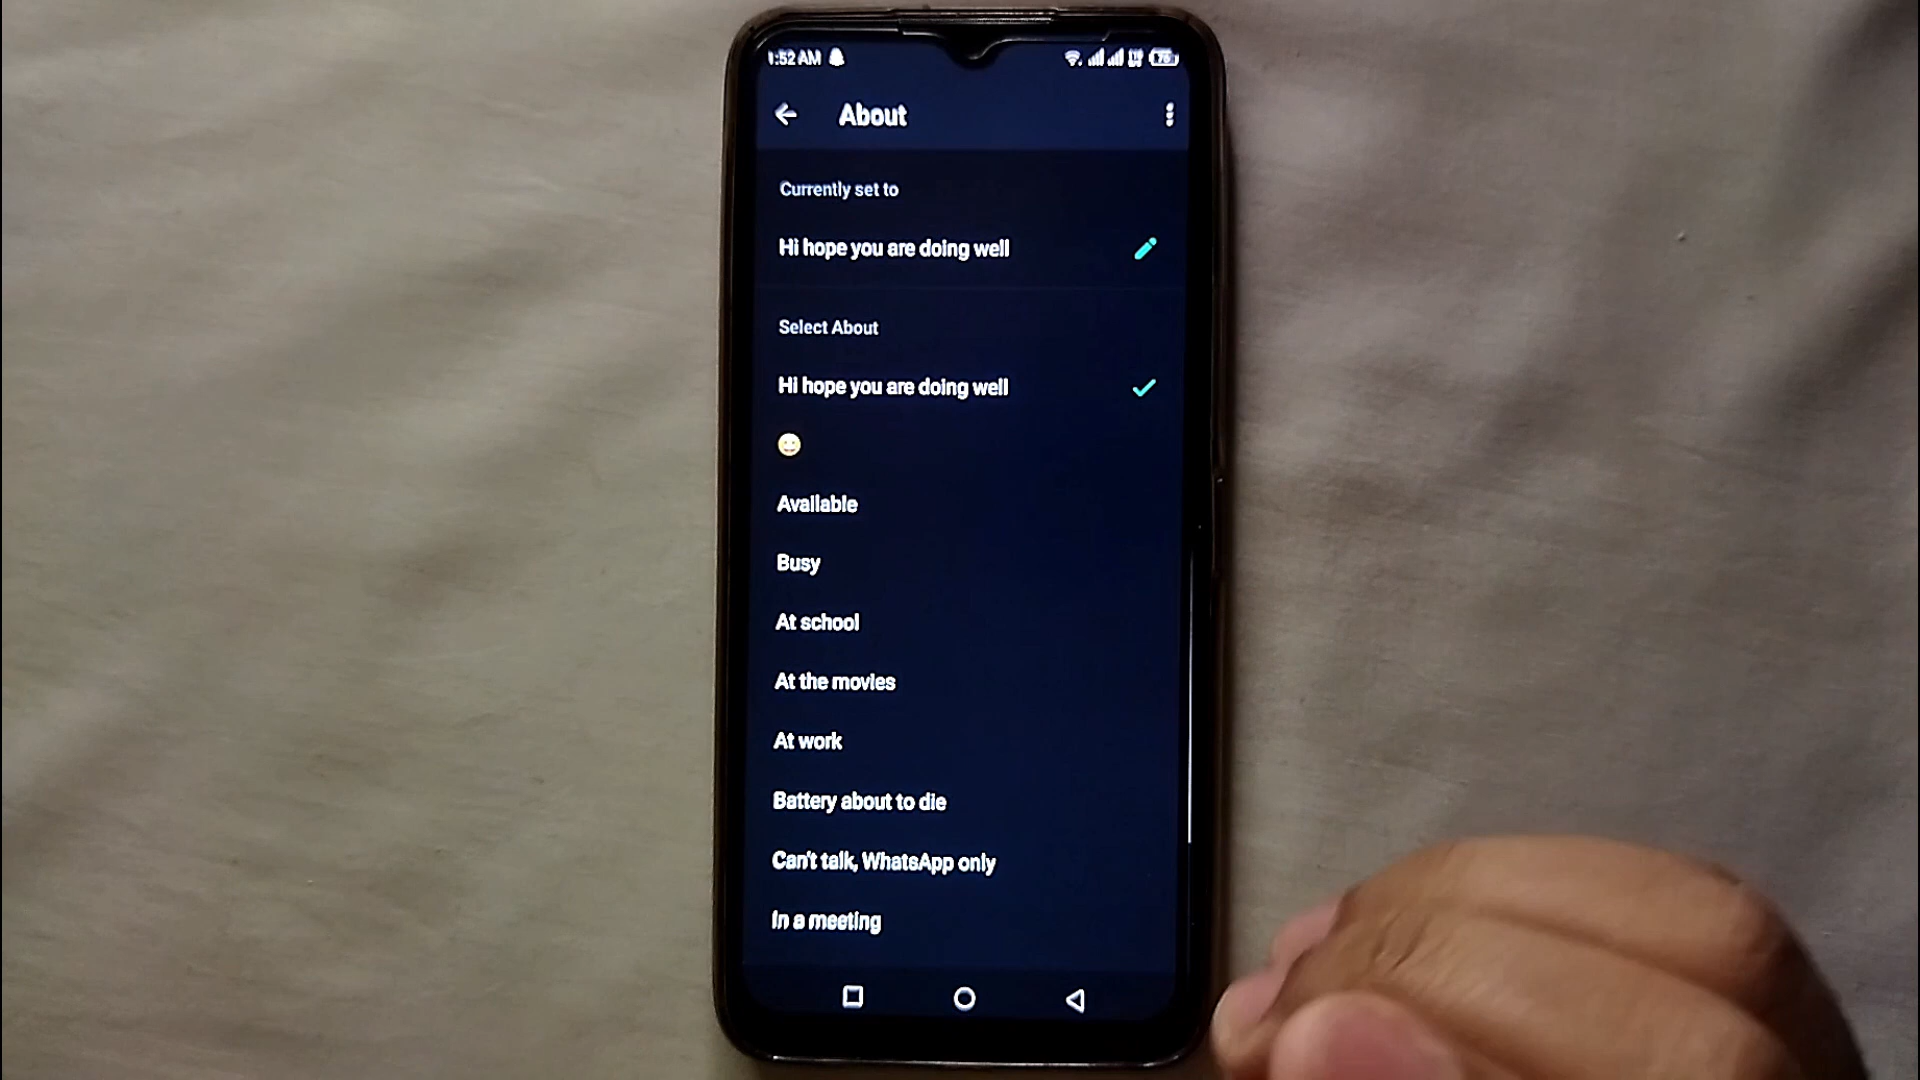 1:52 AM
About
Currently set to
Hi hope you are doing well
Select About
Hi hope you are doing well
😀
Available
Busy
At school
At the movies
At work
Battery about to die
Can't talk, WhatsApp only
In a meeting